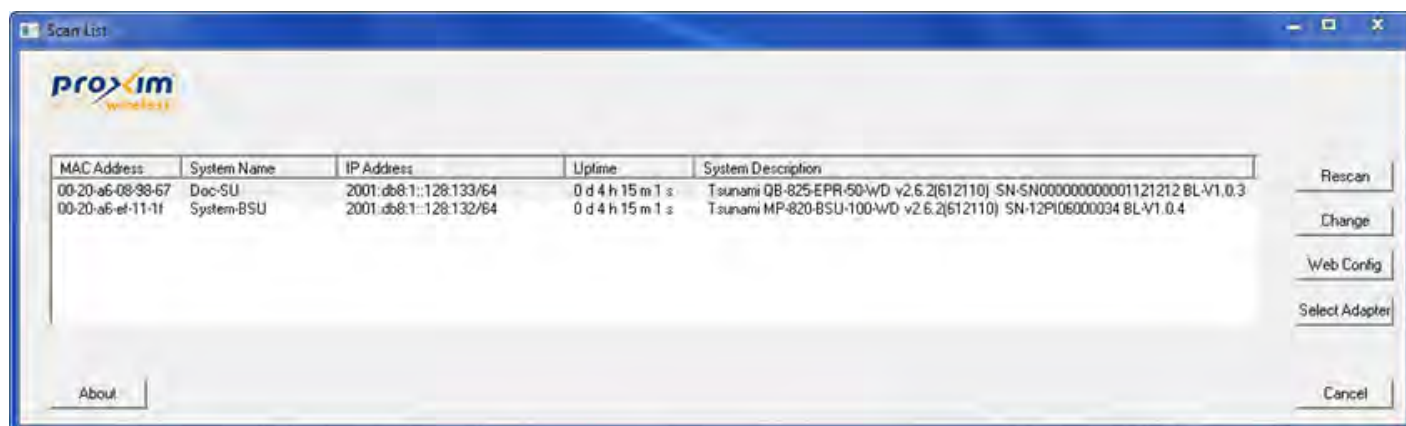 Scan List
proxim
wireless
MAC Address System Name IP Address Uptime System Description
00-20-a6-08-98-67 Doc-SU 2001:db8:1::128:133/64 0 d 4 h 15 m 1 s Tsunami QB-825-EPR-50-WD v2.6.2(612110) SN-SN000000000001121212 BL-V1.0.3
00-20-a6-ef-11-1f System-BSU 2001:db8:1::128:132/64 0 d 4 h 15 m 1 s Tsunami MP-820-BSU-100-WD v2.6.2(612110) SN-12PI06000034 BL-V1.0.4
Rescan
Change
Web Config
Select Adapter
About
Cancel